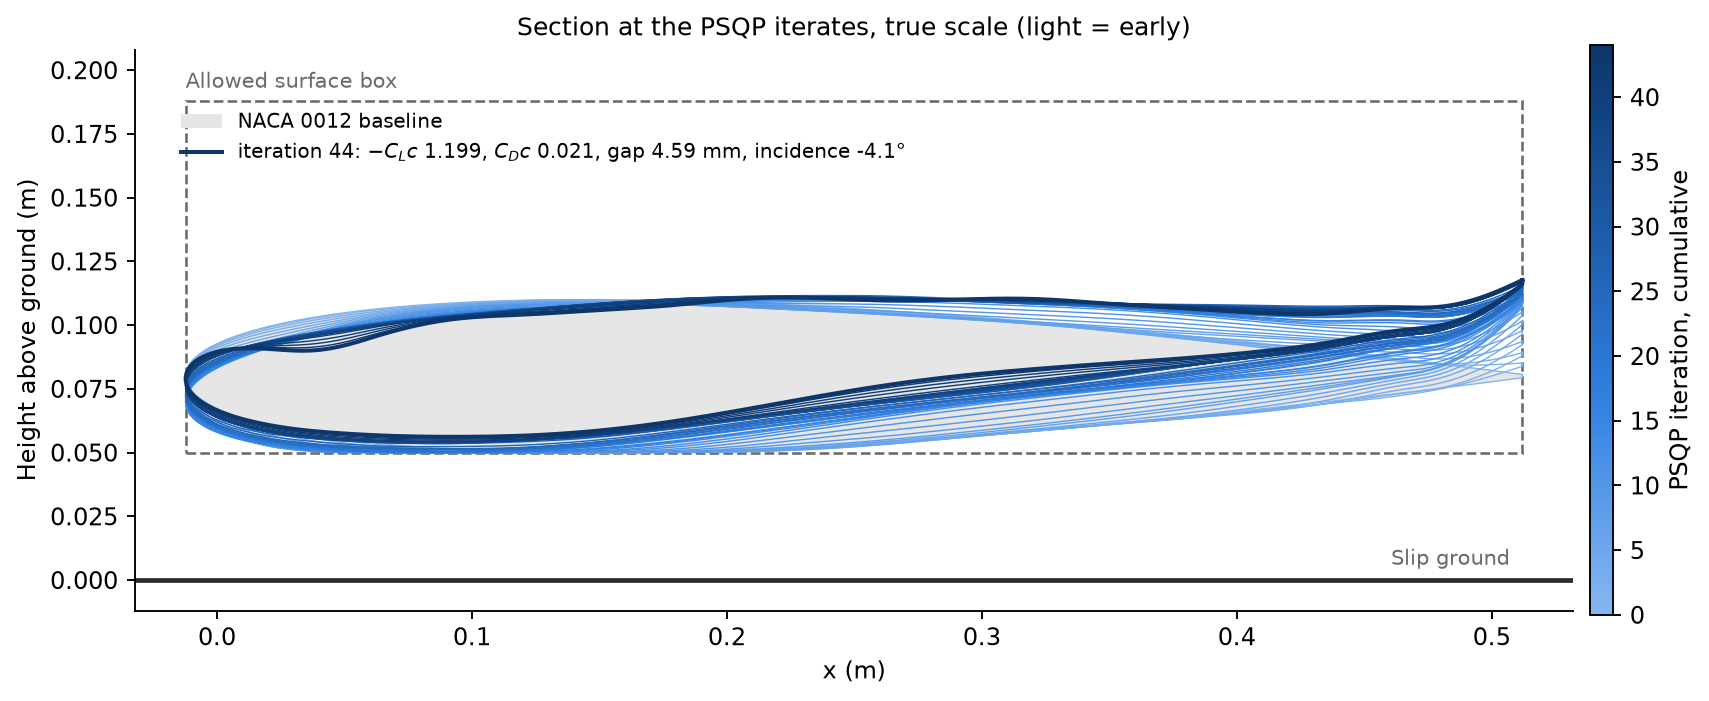 Section at the PSQP iterates, true scale (light = early)
Allowed surface box
NACA 0012 baseline
iteration 44: −C_Lc 1.199, C_Dc 0.021, gap 4.59 mm, incidence -4.1°
Slip ground
Height above ground (m)
0.200
0.175
0.150
0.125
0.100
0.075
0.050
0.025
0.000
0.0 0.1 0.2 0.3 0.4 0.5
x (m)
40
35
30
25
20
15
10
5
0
PSQP iteration, cumulative